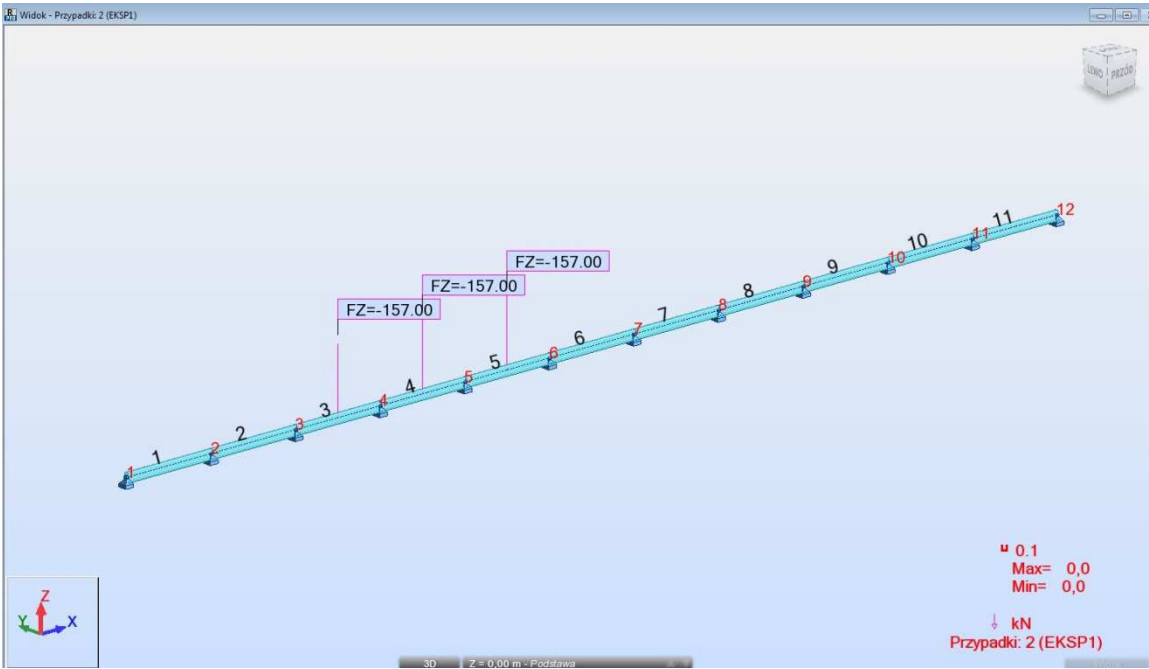 Widok - Przypadki: 2 (EKSP1)
LEWO PRZÓD
FZ=-157.00
FZ=-157.00
FZ=-157.00
1
1
2
2
3
3
4
4
5
5
6
6
7
7
8
8
9
9
10
10
11
11
12
0.1
Max= 0,0
Min= 0,0
kN
Przypadki: 2 (EKSP1)
Z
Y
X
3D
Z = 0,00 m - Podstawa